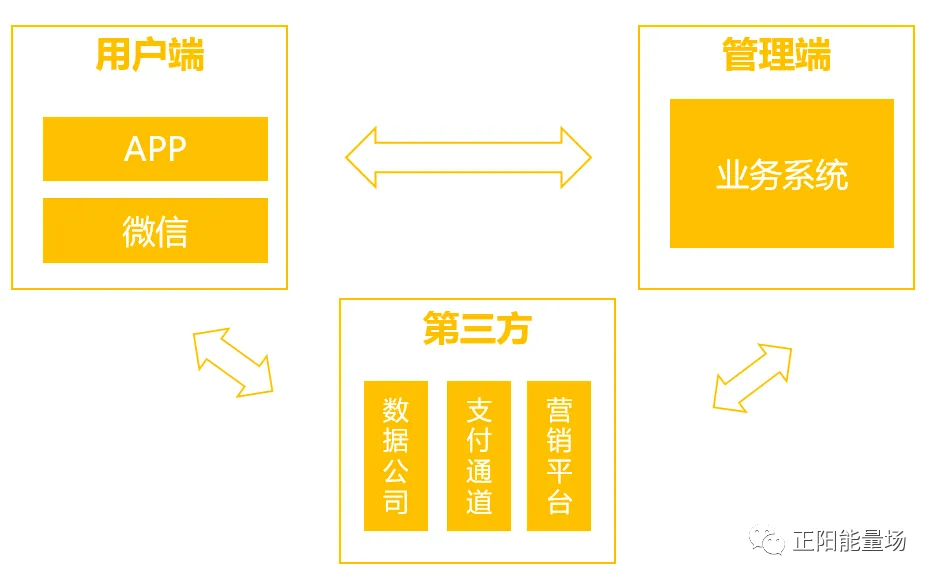 用户端
APP
微信
管理端
业务系统
第三方
数据公司
支付通道
营销平台
正阳能量场